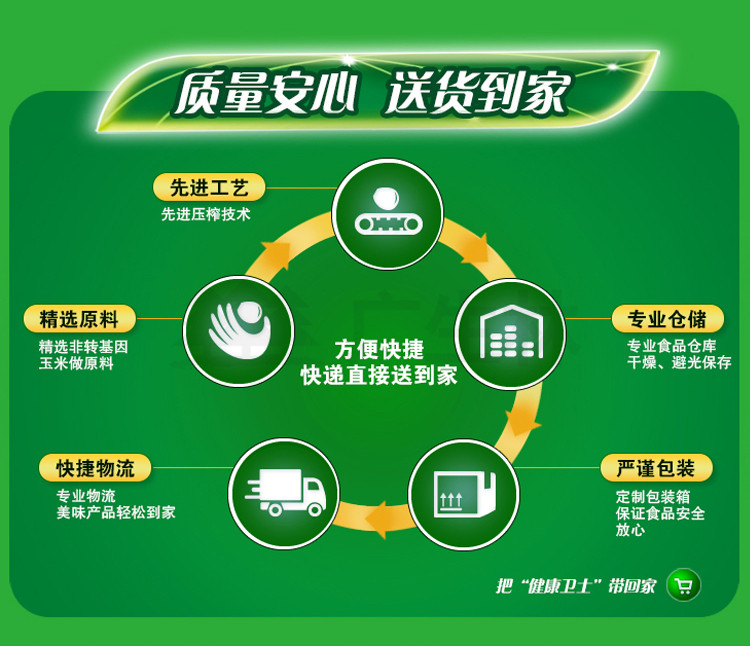 质量安心 送货到家
先进工艺
先进压榨技术
精选原料
精选非转基因
玉米做原料
方便快捷
快递直接送到家
专业仓储
专业食品仓库
干燥、避光保存
快捷物流
专业物流
美味产品轻松到家
严谨包装
定制包装箱
保证食品安全
放心
把“健康卫士”带回家